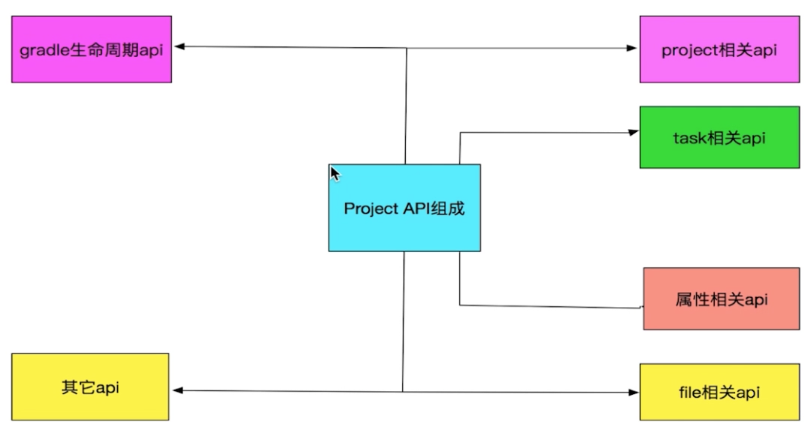 gradle生命周期api
project相关api
task相关api
Project API组成
属性相关api
其它api
file相关api